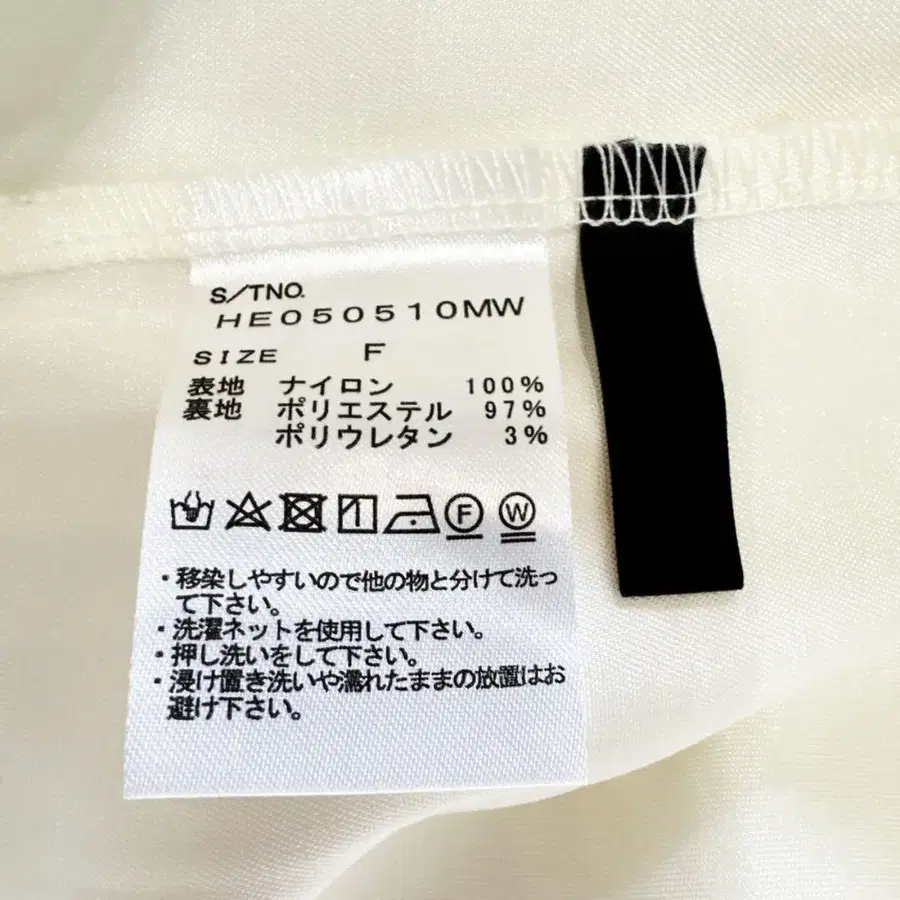 S/TNO.
HE050510MW
SIZE F
表地 ナイロン 100%
裏地 ポリエステル 97%
ポリウレタン 3%
F W
・移染しやすいので他の物と分けて洗っ
て下さい。
・洗濯ネットを使用して下さい。
・押し洗いをして下さい。
・浸け置き洗いや濡れたままの放置はお
避け下さい。